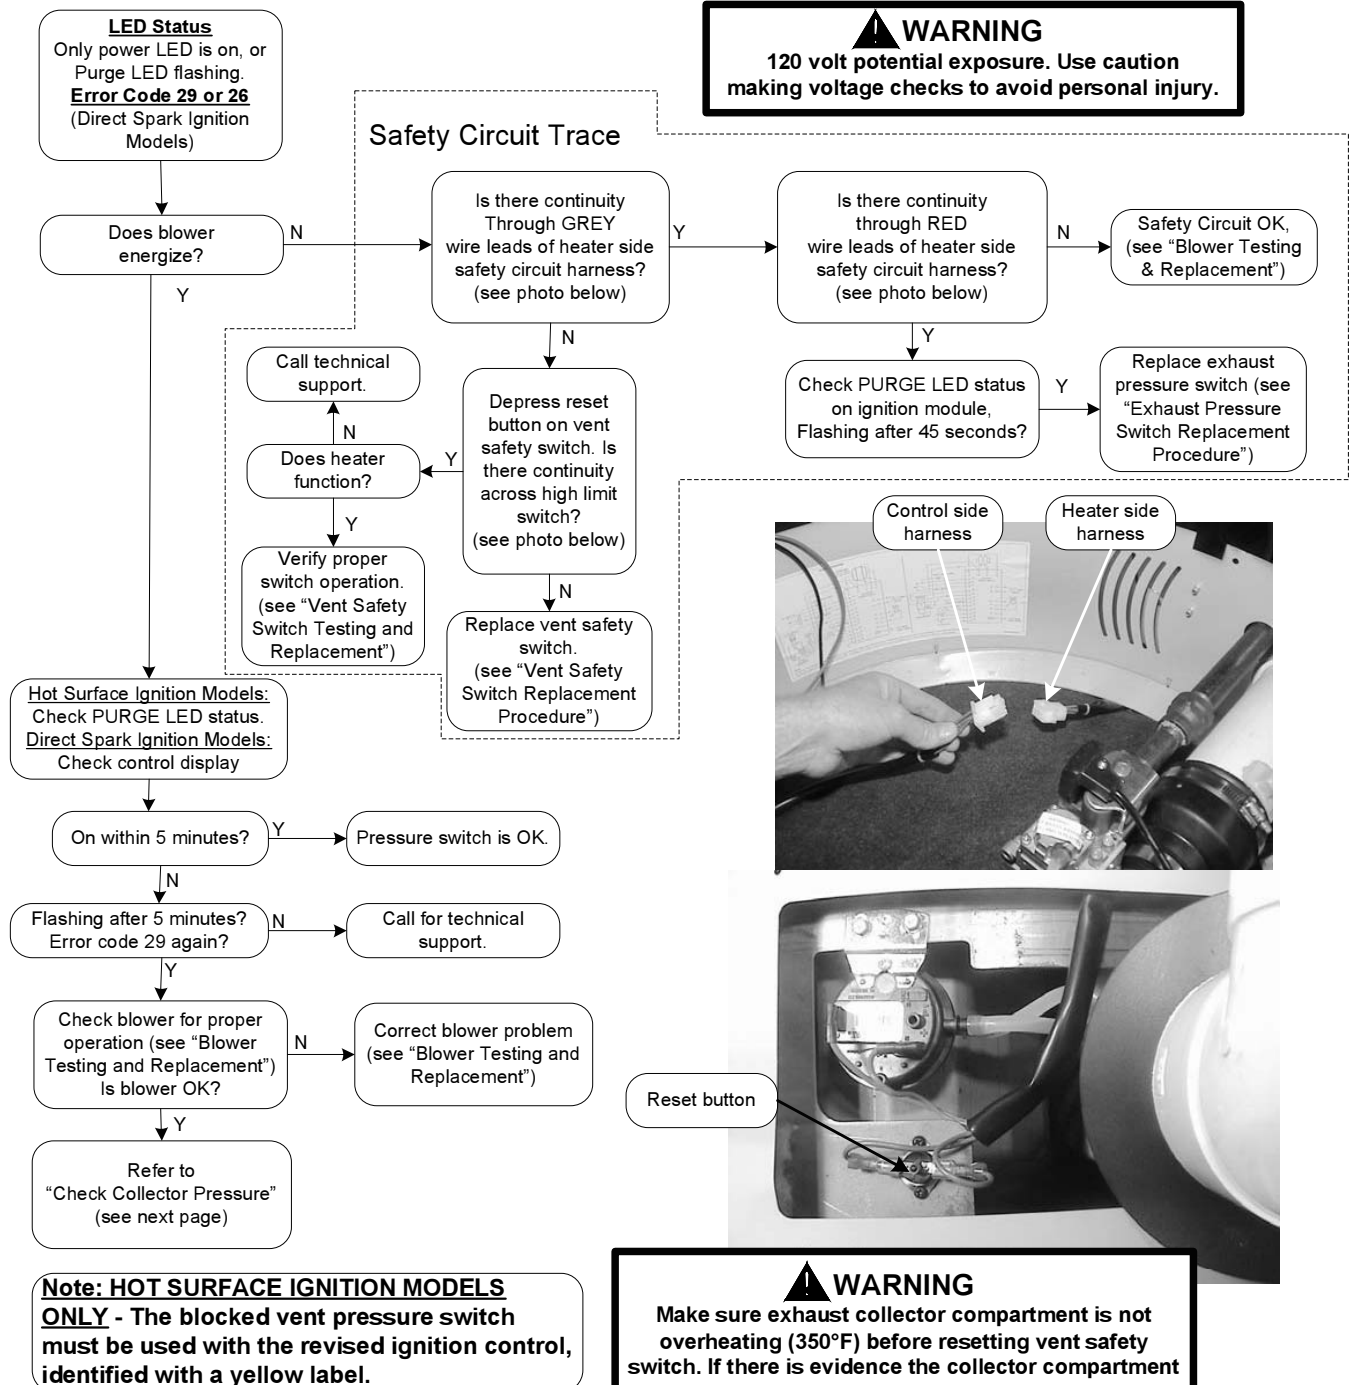 LED Status
Only power LED is on, or
Purge LED flashing.
Error Code 29 or 26
(Direct Spark Ignition
Models)
WARNING
120 volt potential exposure. Use caution
making voltage checks to avoid personal injury.
Safety Circuit Trace
Does blower
energize?
N
Y
Is there continuity
Through GREY
wire leads of heater side
safety circuit harness?
(see photo below)
Y
N
Is there continuity
through RED
wire leads of heater side
safety circuit harness?
(see photo below)
N
Y
Safety Circuit OK,
(see “Blower Testing
& Replacement”)
Call technical
support.
N
Does heater
function?
Y
Y
Depress reset
button on vent
safety switch. Is
there continuity
across high limit
switch?
(see photo below)
N
Check PURGE LED status
on ignition module,
Flashing after 45 seconds?
Y
Replace exhaust
pressure switch (see
“Exhaust Pressure
Switch Replacement
Procedure”)
Verify proper
switch operation.
(see “Vent Safety
Switch Testing and
Replacement”)
Replace vent safety
switch.
(see “Vent Safety
Switch Replacement
Procedure”)
Control side
harness
Heater side
harness
Hot Surface Ignition Models:
Check PURGE LED status.
Direct Spark Ignition Models:
Check control display
On within 5 minutes?
Y
Pressure switch is OK.
N
Flashing after 5 minutes?
Error code 29 again?
N
Call for technical
support.
Y
Check blower for proper
operation (see “Blower
Testing and Replacement”)
Is blower OK?
N
Correct blower problem
(see “Blower Testing and
Replacement”)
Y
Reset button
Refer to
“Check Collector Pressure”
(see next page)
Note: HOT SURFACE IGNITION MODELS
ONLY - The blocked vent pressure switch
must be used with the revised ignition control,
identified with a yellow label.
WARNING
Make sure exhaust collector compartment is not
overheating (350°F) before resetting vent safety
switch. If there is evidence the collector compartment